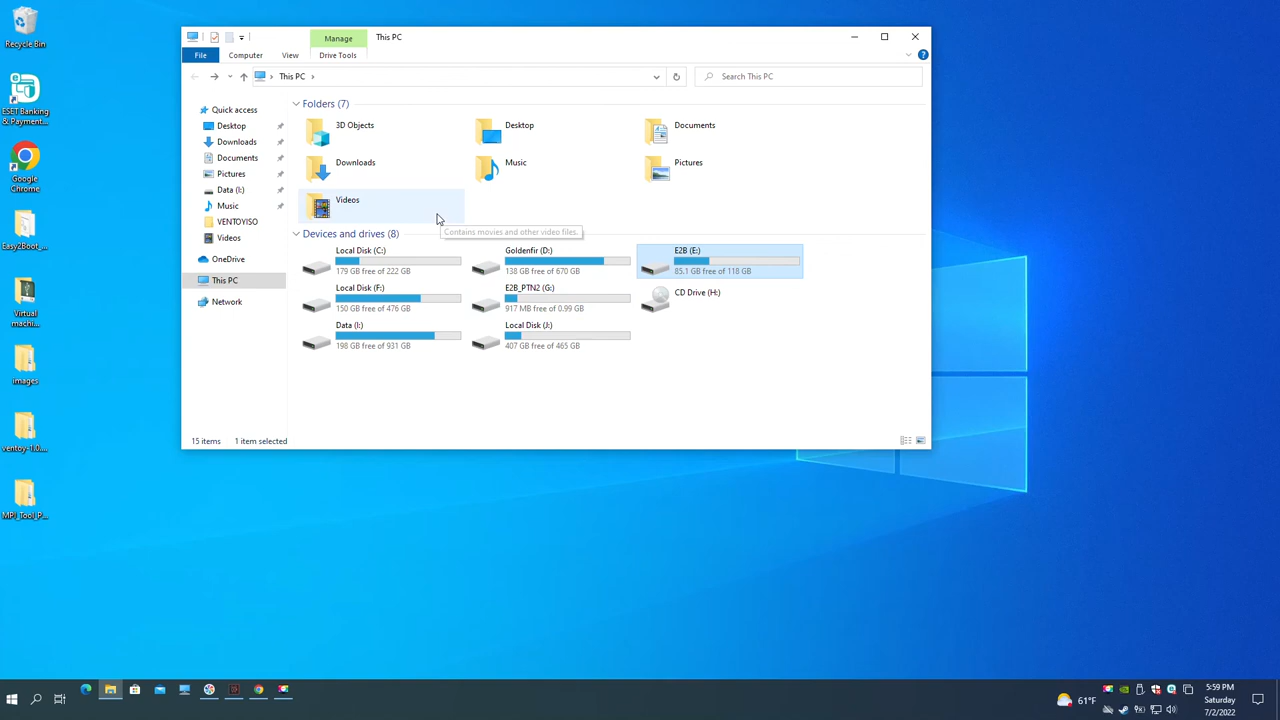 Recycle Bin
ESET Banking
& Payment...
Google
Chrome
Easy2Boot_...
Virtual
machi...
images
ventoy-1.0....
MPI_Tool_P...
Manage
This PC
File
Computer
View
Drive Tools
This PC
Search This PC
Quick access
Desktop
Downloads
Documents
Pictures
Data (I:)
Music
VENTOYISO
Videos
OneDrive
This PC
Network
Folders (7)
3D Objects
Desktop
Documents
Downloads
Music
Pictures
Videos
Contains movies and other video files.
Devices and drives (8)
Local Disk (C:)
179 GB free of 222 GB
Goldenfir (D:)
138 GB free of 670 GB
E2B (E:)
85.1 GB free of 118 GB
Local Disk (F:)
150 GB free of 476 GB
E2B_PTN2 (G:)
917 MB free of 0.99 GB
CD Drive (H:)
Data (I:)
198 GB free of 931 GB
Local Disk (J:)
407 GB free of 465 GB
15 items
1 item selected
61°F
5:59 PM
Saturday
7/2/2022